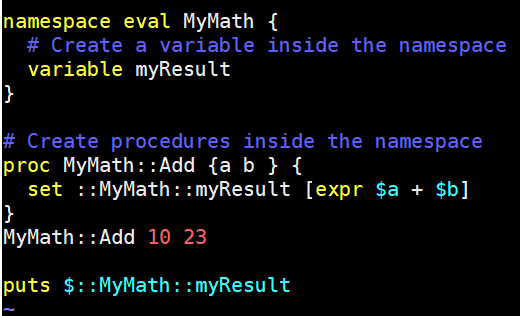 namespace eval MyMath {
  # Create a variable inside the namespace
  variable myResult
}

# Create procedures inside the namespace
proc MyMath::Add {a b } {
  set ::MyMath::myResult [expr $a + $b]
}
MyMath::Add 10 23

puts $::MyMath::myResult
~